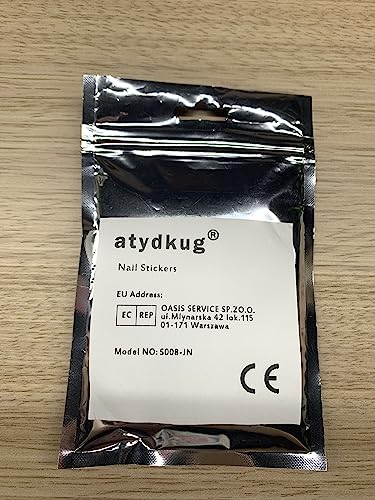 atydkug®
Nail Stickers
EU Address:
EC REP
OASIS SERVICE SP.ZO.O.
ul.Mlynarska 42 lok.115
01-171 Warszawa
Model NO: S008-JN
CE